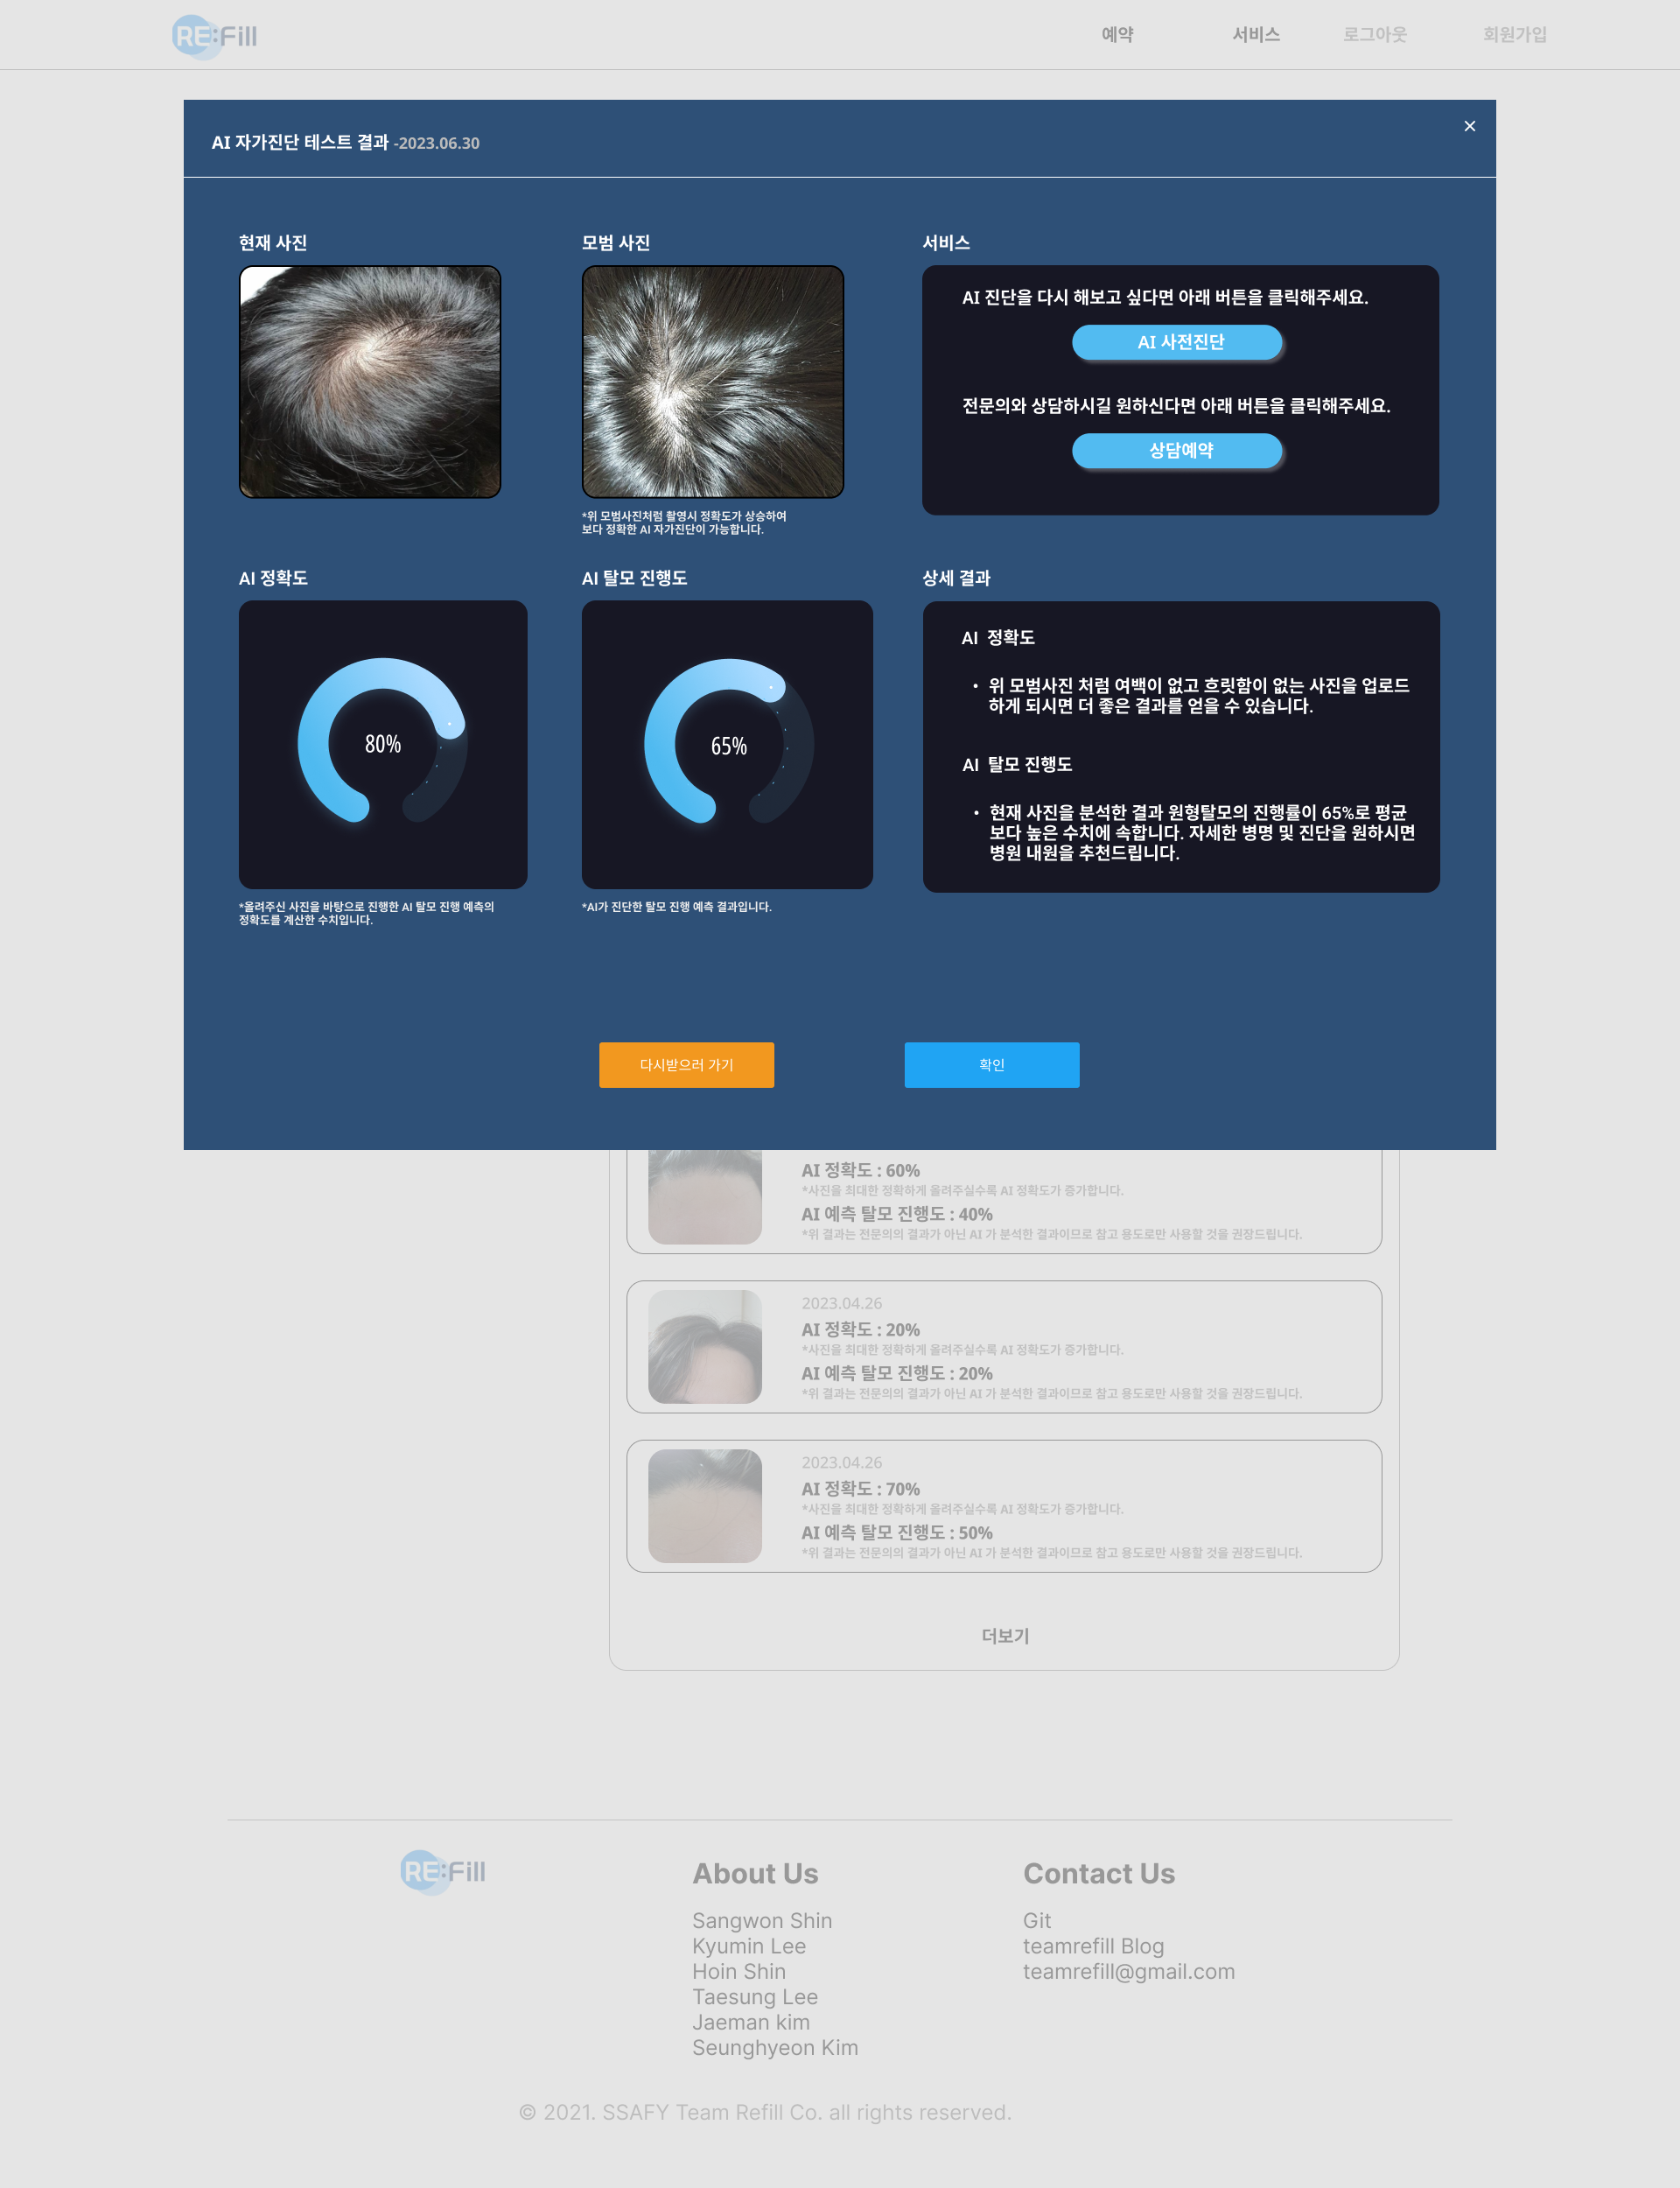 RE:Fill
예약
서비스
로그아웃
회원가입
AI 자가진단 테스트 결과 -2023.06.30
×
현재 사진
모범 사진
서비스
AI 진단을 다시 해보고 싶다면 아래 버튼을 클릭해주세요.
AI 사전진단
전문의와 상담하시길 원하신다면 아래 버튼을 클릭해주세요.
상담예약
*위 모범사진처럼 촬영시 정확도가 상승하여
보다 정확한 AI 자가진단이 가능합니다.
AI 정확도
AI 탈모 진행도
상세 결과
80%
65%
AI 정확도
• 위 모범사진 처럼 여백이 없고 흐릿함이 없는 사진을 업로드
하게 되시면 더 좋은 결과를 얻을 수 있습니다.
AI 탈모 진행도
• 현재 사진을 분석한 결과 원형탈모의 진행률이 65%로 평균
보다 높은 수치에 속합니다. 자세한 병명 및 진단을 원하시면
병원 내원을 추천드립니다.
*올려주신 사진을 바탕으로 진행한 AI 탈모 진행 예측의
정확도를 계산한 수치입니다.
*AI가 진단한 탈모 진행 예측 결과입니다.
다시받으러 가기
확인
AI 정확도 : 60%
*사진을 최대한 정확하게 올려주실수록 AI 정확도가 증가합니다.
AI 예측 탈모 진행도 : 40%
*위 결과는 전문의의 결과가 아닌 AI 가 분석한 결과이므로 참고 용도로만 사용할 것을 권장드립니다.
2023.04.26
AI 정확도 : 20%
*사진을 최대한 정확하게 올려주실수록 AI 정확도가 증가합니다.
AI 예측 탈모 진행도 : 20%
*위 결과는 전문의의 결과가 아닌 AI 가 분석한 결과이므로 참고 용도로만 사용할 것을 권장드립니다.
2023.04.26
AI 정확도 : 70%
*사진을 최대한 정확하게 올려주실수록 AI 정확도가 증가합니다.
AI 예측 탈모 진행도 : 50%
*위 결과는 전문의의 결과가 아닌 AI 가 분석한 결과이므로 참고 용도로만 사용할 것을 권장드립니다.
더보기
RE:Fill
About Us
Sangwon Shin
Kyumin Lee
Hoin Shin
Taesung Lee
Jaeman kim
Seunghyeon Kim
Contact Us
Git
teamrefill Blog
teamrefill@gmail.com
© 2021. SSAFY Team Refill Co. all rights reserved.